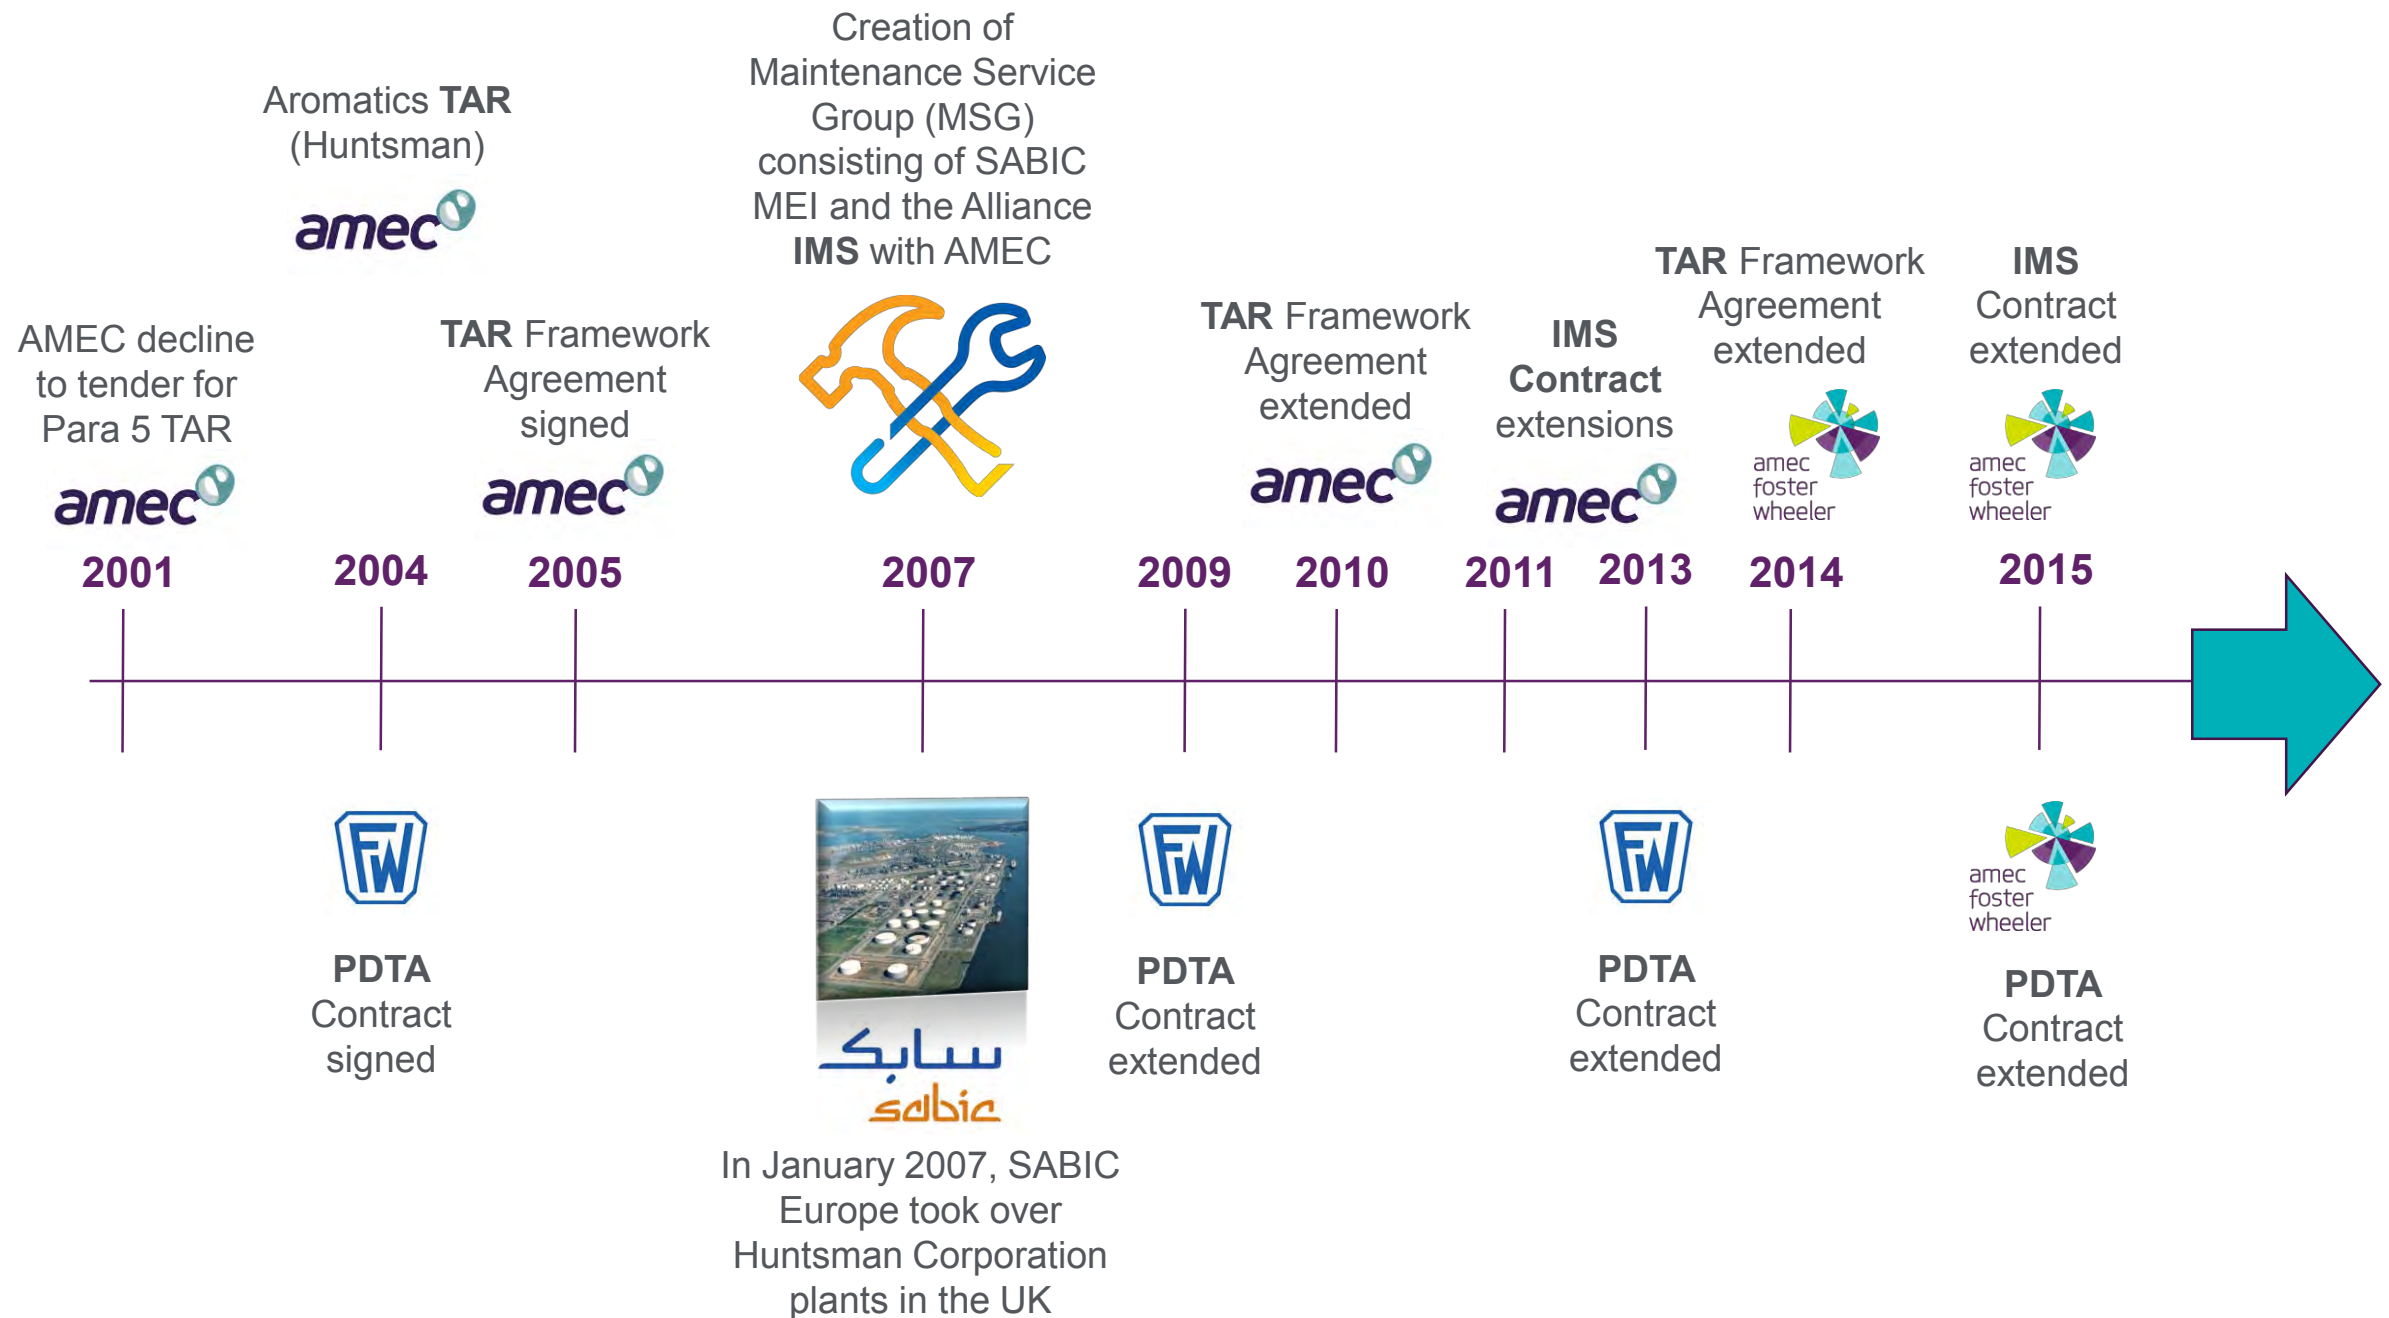 Creation of
Maintenance Service
Group (MSG)
consisting of SABIC
MEI and the Alliance
IMS with AMEC
Aromatics TAR
(Huntsman)
amec
AMEC decline
to tender for
Para 5 TAR
amec
TAR Framework
Agreement
signed
amec
TAR Framework
Agreement
extended
amec
IMS
Contract
extensions
amec
TAR Framework
Agreement
extended
amec
foster
wheeler
IMS
Contract
extended
amec
foster
wheeler
2001 2004 2005 2007 2009 2010 2011 2013 2014 2015
FW
PDTA
Contract
signed
سابك
sabic
In January 2007, SABIC
Europe took over
Huntsman Corporation
plants in the UK
FW
PDTA
Contract
extended
FW
PDTA
Contract
extended
amec
foster
wheeler
PDTA
Contract
extended